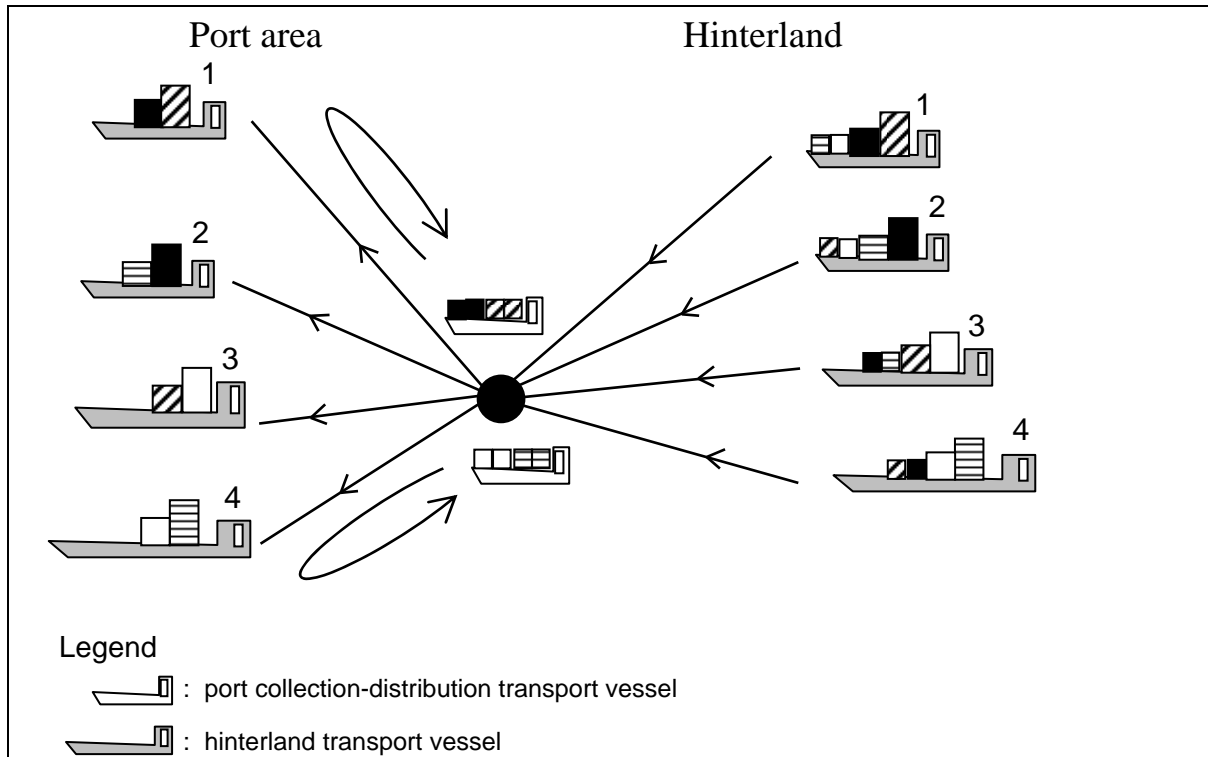 Port area
Hinterland
1
1
2
2
3
3
4
4
Legend
: port collection-distribution transport vessel
: hinterland transport vessel